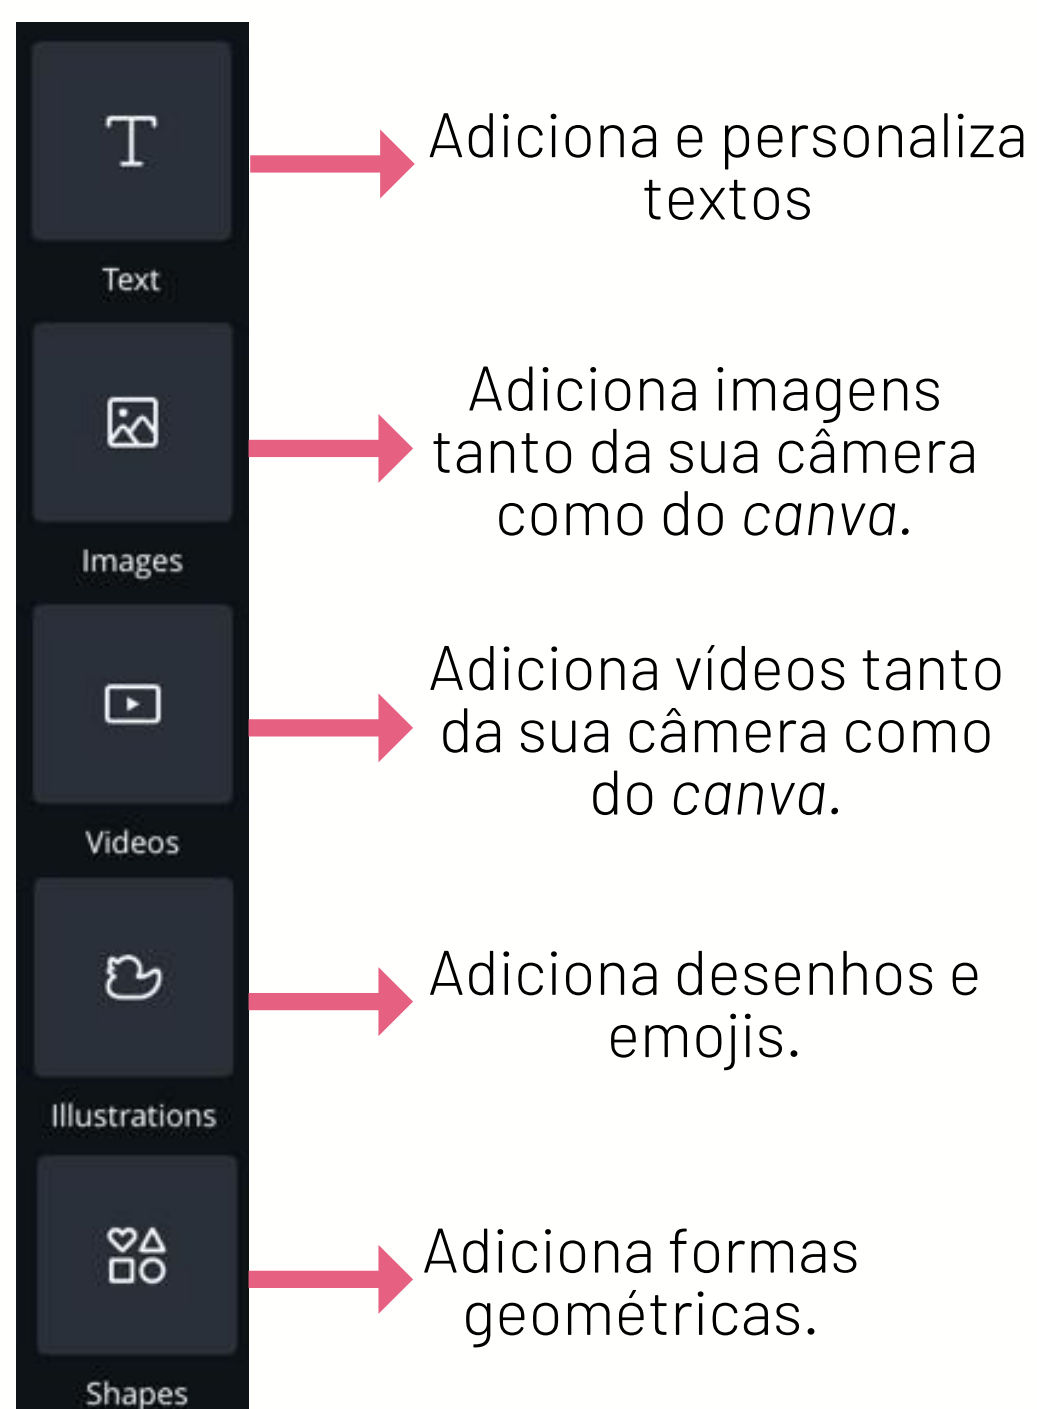 Text
Adiciona e personaliza
textos
Images
Adiciona imagens
tanto da sua câmera
como do canva.
Videos
Adiciona vídeos tanto
da sua câmera como
do canva.
Illustrations
Adiciona desenhos e
emojis.
Shapes
Adiciona formas
geométricas.